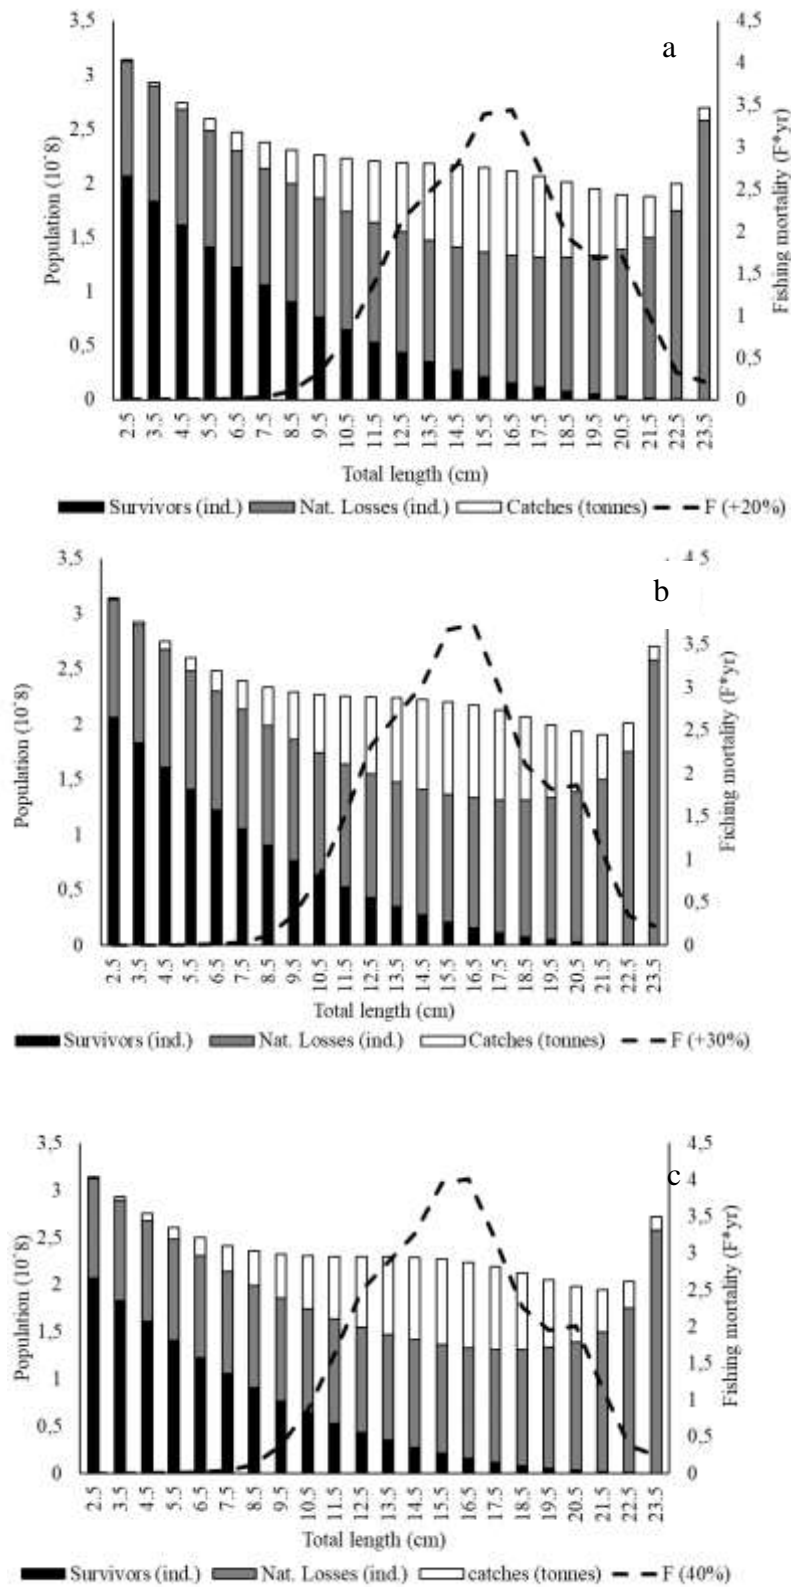 a
Population (10^8)
3,5
3
2,5
2
1,5
1
0,5
0
Fishing mortality (F*yr)
4,5
4
3,5
3
2,5
2
1,5
1
0,5
0
2.5 3.5 4.5 5.5 6.5 7.5 8.5 9.5 10.5 11.5 12.5 13.5 14.5 15.5 16.5 17.5 18.5 19.5 20.5 21.5 22.5 23.5
Total length (cm)
Survivors (ind.) Nat. Losses (ind.) Catches (tonnes) F (+20%)
b
Population (10^8)
3,5
3
2,5
2
1,5
1
0,5
0
Fiching mortality (F*yr)
4,5
3,5
3
2,5
2
1,5
1
0,5
0
2.5 3.5 4.5 5.5 6.5 7.5 8.5 9.5 10.5 11.5 12.5 13.5 14.5 15.5 16.5 17.5 18.5 19.5 20.5 21.5 22.5 23.5
Total length (cm)
Survivors (ind.) Nat. Losses (ind.) Catches (tonnes) F (+30%)
c
Population (10^8)
3,5
3
2,5
2
1,5
1
0,5
0
Fishing mortality (F*yr)
4,5
4
3,5
3
2,5
2
1,5
1
0,5
0
2.5 3.5 4.5 5.5 6.5 7.5 8.5 9.5 10.5 11.5 12.5 13.5 14.5 15.5 16.5 17.5 18.5 19.5 20.5 21.5 22.5 23.5
Total length (cm)
Survivors (ind.) Nat. Losses (ind.) catches (tonnes) F (40%)